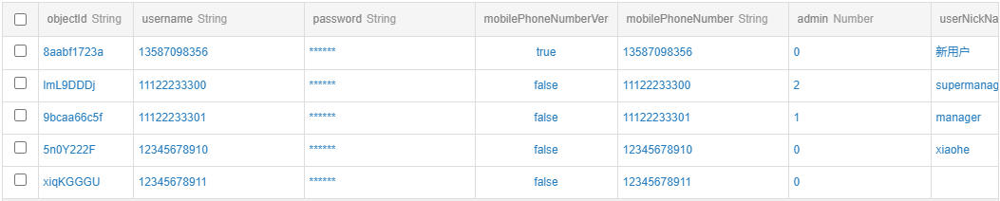 objectId String username String password String mobilePhoneNumberVer mobilePhoneNumber String admin Number userNickNa
8aabf1723a 13587098356 ****** true 13587098356 0 新用户
lmL9DDDj 11122233300 ****** false 11122233300 2 supermanag
9bcaa66c5f 11122233301 ****** false 11122233301 1 manager
5n0Y222F 12345678910 ****** false 12345678910 0 xiaohe
xiqKGGGU 12345678911 ****** false 12345678911 0